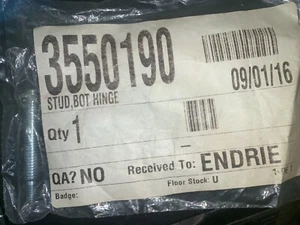 3550190
09/01/16
STUD,BOT HINGE
Qty 1
QA? NO Received To: ENDRIE
Floor Stock: U
Badge: